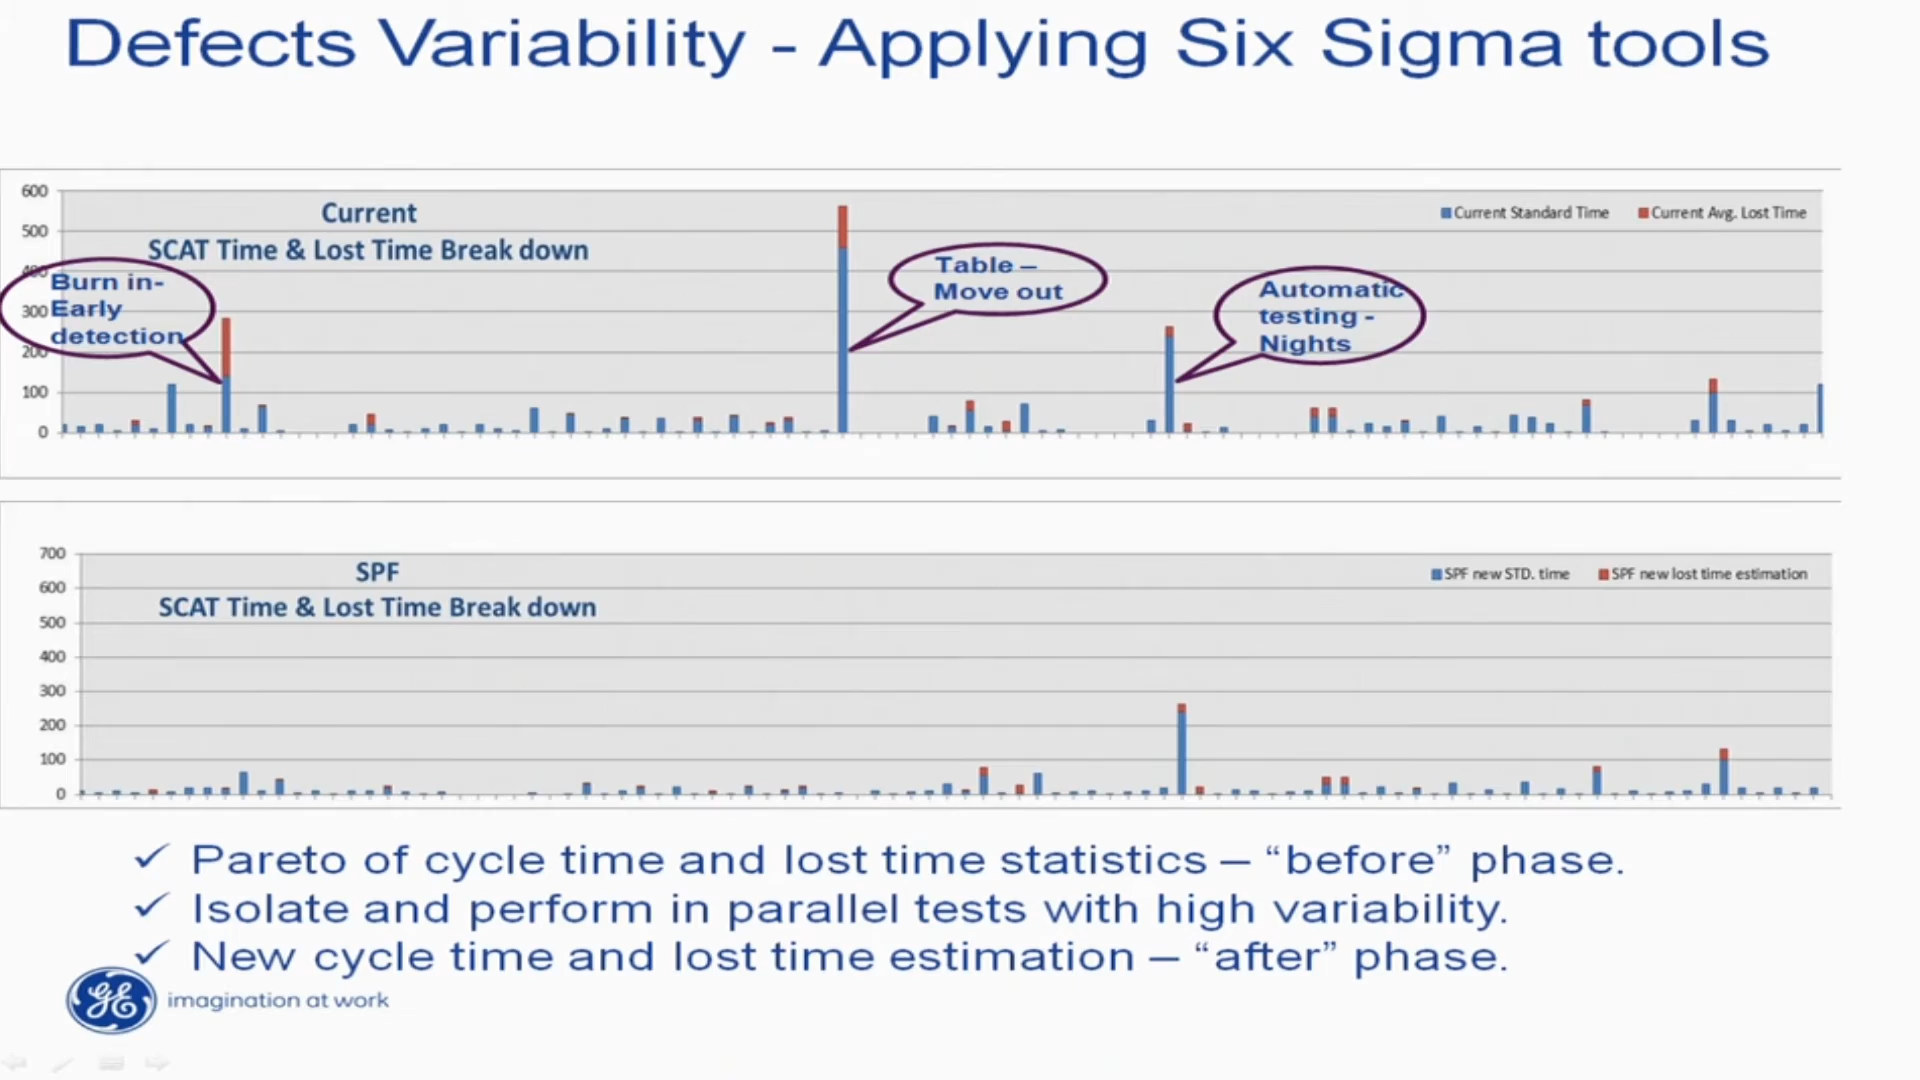 Defects Variability - Applying Six Sigma tools
600
500
400
300
200
100
0
Current
SCAT Time & Lost Time Break down
Current Standard Time
Current Avg. Lost Time
Burn in-
Early
detection
Table –
Move out
Automatic
testing -
Nights
700
600
500
400
300
200
100
0
SPF
SCAT Time & Lost Time Break down
SPF new STD. time
SPF new lost time estimation
✓ Pareto of cycle time and lost time statistics – “before” phase.
✓ Isolate and perform in parallel tests with high variability.
✓ New cycle time and lost time estimation – “after” phase.
GE
imagination at work